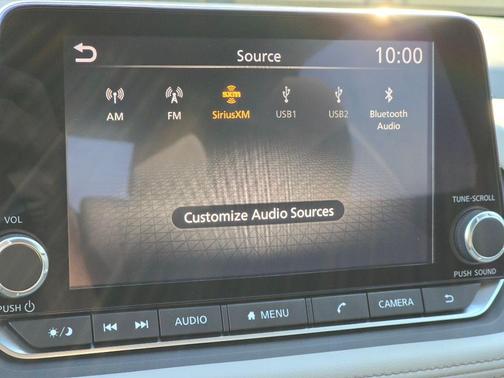 Source
10:00
AM
FM
sxm
SiriusXM
USB1
USB2
Bluetooth
Audio
Customize Audio Sources
VOL
PUSH
TUNE·SCROLL
PUSH SOUND
AUDIO
MENU
CAMERA